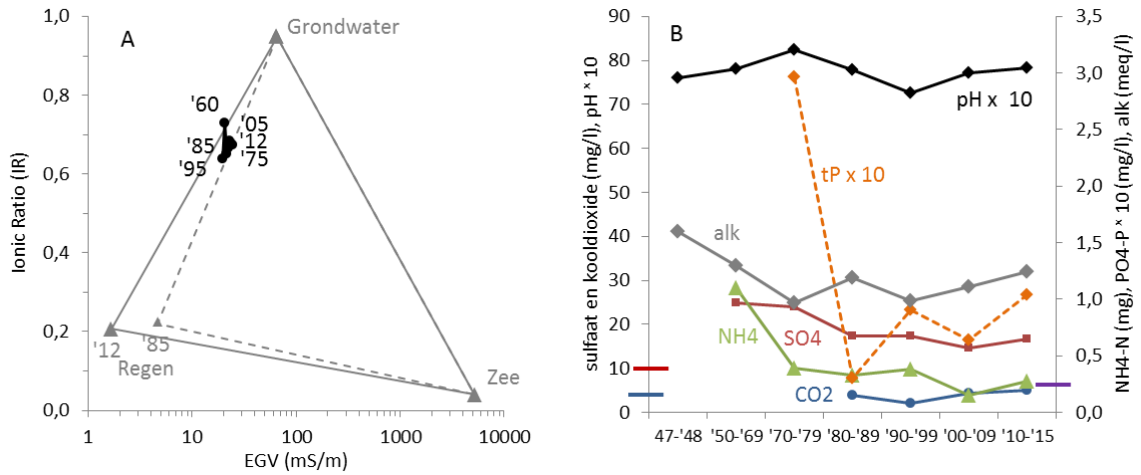 A
Ionic Ratio (IR)
1,0
0,8
0,6
0,4
0,2
0,0
Grondwater
'60
'05
'85
'12
'95
'75
'12
'85
Regen
Zee
1
10
100
1000
10000
EGV (mS/m)
B
sulfaat en kooldioxide (mg/l), pH * 10
90
80
70
60
50
40
30
20
10
0
pH x 10
tP x 10
alk
NH4
SO4
CO2
3,5
3,0
2,5
2,0
1,5
1,0
0,5
0,0
NH4-N (mg), PO4-P * 10 (mg/l), alk (meq/l)
47-'48
'50-'69
'70-'79
'80-'89
'90-'99
'00-'09
'10-'15